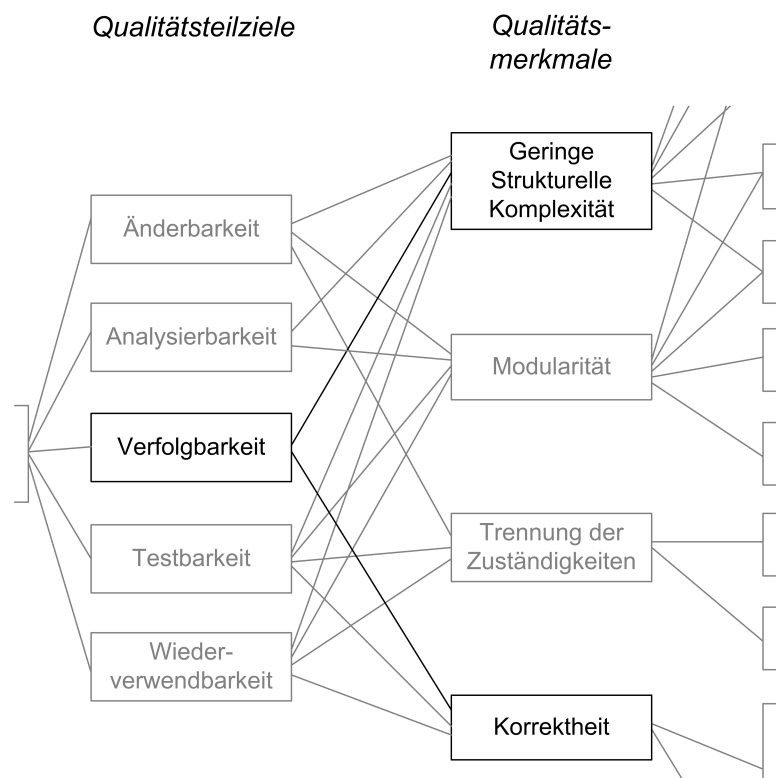 Qualitätsteilziele
Qualitäts-
merkmale
Änderbarkeit
Analysierbarkeit
Verfolgbarkeit
Testbarkeit
Wieder-
verwendbarkeit
Geringe
Strukturelle
Komplexität
Modularität
Trennung der
Zuständigkeiten
Korrektheit